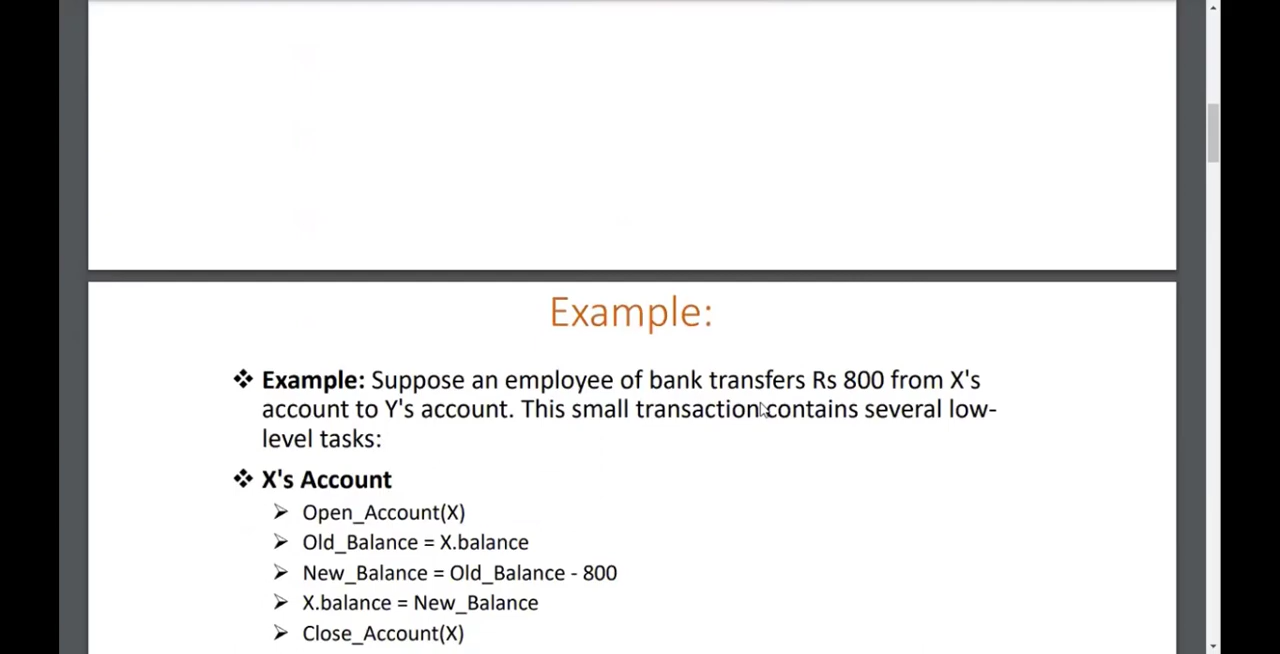 Example:
❖ Example: Suppose an employee of bank transfers Rs 800 from X's
account to Y's account. This small transaction contains several low-
level tasks:
❖ X's Account
➢ Open_Account(X)
➢ Old_Balance = X.balance
➢ New_Balance = Old_Balance - 800
➢ X.balance = New_Balance
➢ Close_Account(X)